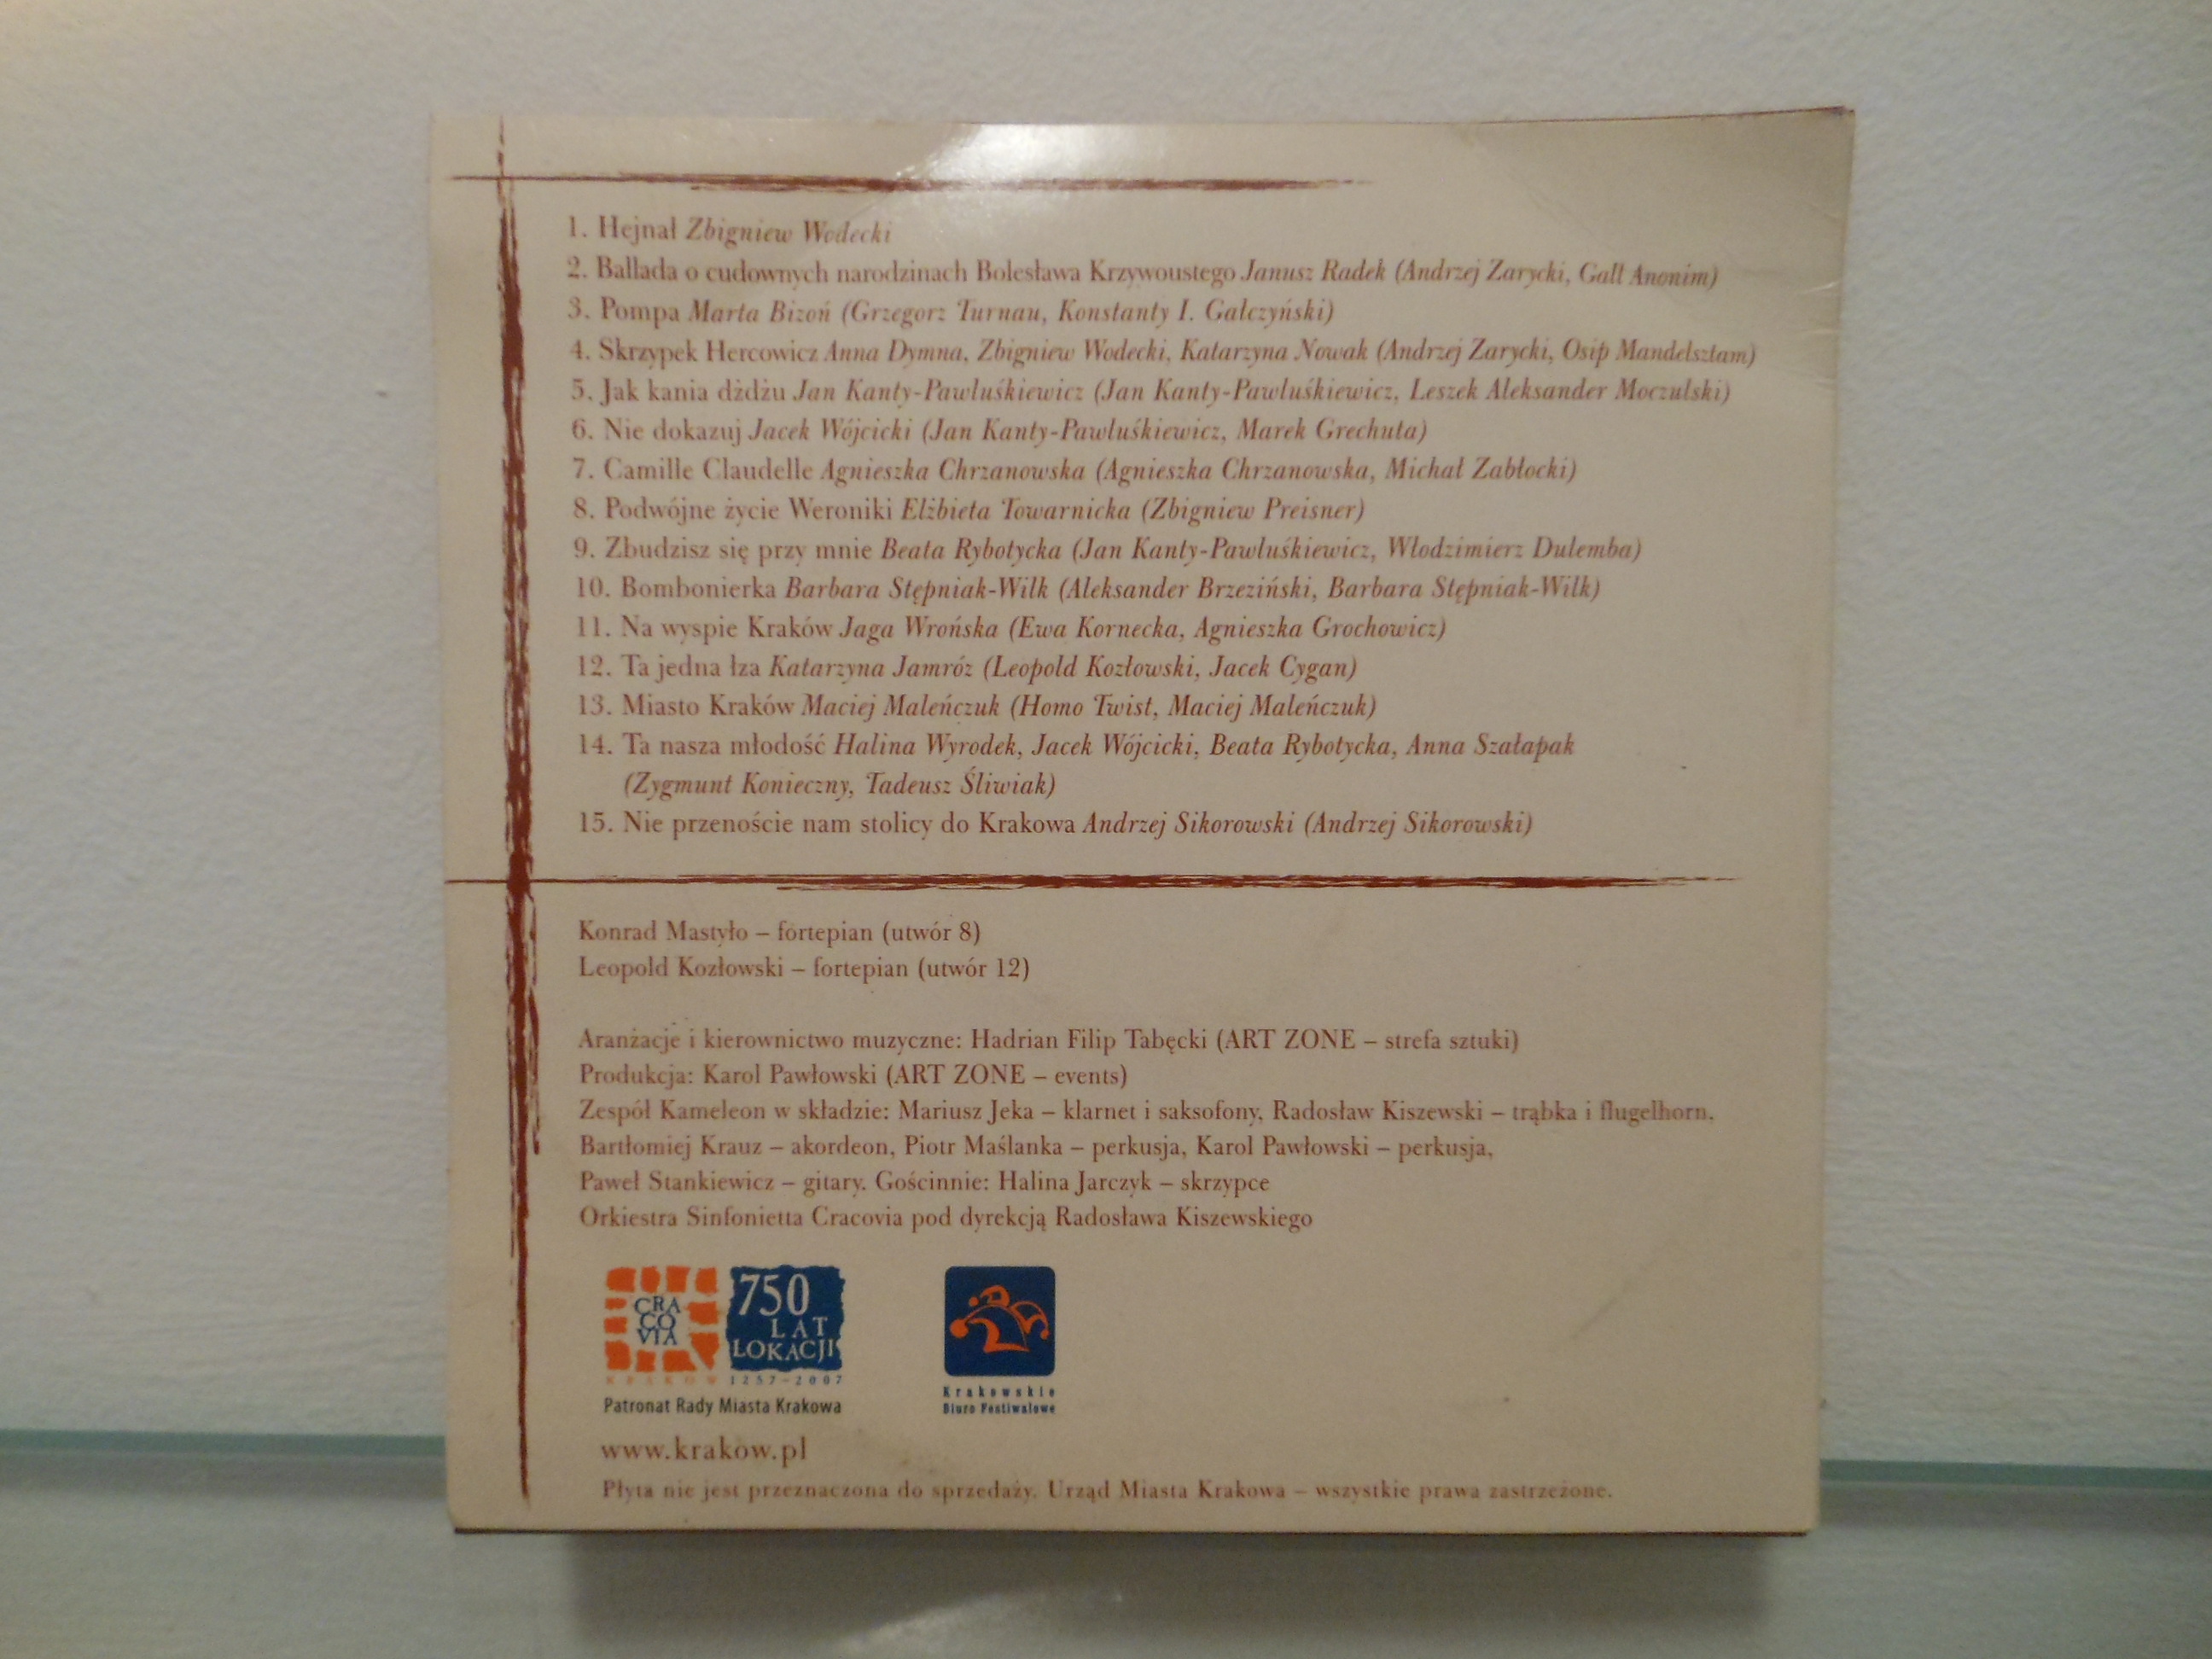 1. Hejnał Zbigniew Wodecki
2. Ballada o cudownych narodzinach Bolesława Krzywoustego Janusz Radek (Andrzej Zarycki, Gall Anonim)
3. Pompa Marta Bizoń (Grzegorz Turnau, Konstanty I. Gałczyński)
4. Skrzypek Hercowicz Anna Dymna, Zbigniew Wodecki, Katarzyna Nowak (Andrzej Zarycki, Osip Mandelsztam)
5. Jak kania dżdżu Jan Kanty-Pawluśkiewicz (Jan Kanty-Pawluśkiewicz, Leszek Aleksander Moczulski)
6. Nie dokazuj Jacek Wójcicki (Jan Kanty-Pawluśkiewicz, Marek Grechuta)
7. Camille Claudelle Agnieszka Chrzanowska (Agnieszka Chrzanowska, Michał Zabłocki)
8. Podwójne życie Weroniki Elżbieta Towarnicka (Zbigniew Preisner)
9. Zbudzisz się przy mnie Beata Rybotycka (Jan Kanty-Pawluśkiewicz, Włodzimierz Dulemba)
10. Bombonierka Barbara Stępniak-Wilk (Aleksander Brzeziński, Barbara Stępniak-Wilk)
11. Na wyspie Kraków Jaga Wrońska (Ewa Kornecka, Agnieszka Grochowicz)
12. Ta jedna łza Katarzyna Jamróz (Leopold Kozłowski, Jacek Cygan)
13. Miasto Kraków Maciej Maleńczuk (Homo Twist, Maciej Maleńczuk)
14. Ta nasza młodość Halina Wyrodek, Jacek Wójcicki, Beata Rybotycka, Anna Szałapak
(Zygmunt Konieczny, Tadeusz Śliwiak)
15. Nie przenoście nam stolicy do Krakowa Andrzej Sikorowski (Andrzej Sikorowski)
Konrad Mastyło – fortepian (utwór 8)
Leopold Kozłowski – fortepian (utwór 12)
Aranżacje i kierownictwo muzyczne: Hadrian Filip Tabęcki (ART ZONE – strefa sztuki)
Produkcja: Karol Pawłowski (ART ZONE – events)
Zespół Kameleon w składzie: Mariusz Jeka – klarnet i saksofony, Radosław Kiszewski – trąbka i flugelhorn,
Bartłomiej Krauz – akordeon, Piotr Maślanka – perkusja, Karol Pawłowski – perkusja,
Paweł Stankiewicz – gitary. Gościnnie: Halina Jarczyk – skrzypce
Orkiestra Sinfonietta Cracovia pod dyrekcją Radosława Kiszewskiego
CRA
CO
VIA
KRAKÓW
750
LAT
LOKACJI
1257–2007
Patronat Rady Miasta Krakowa
Krakowskie
Biuro Festiwalowe
www.krakow.pl
Płyta nie jest przeznaczona do sprzedaży. Urząd Miasta Krakowa – wszystkie prawa zastrzeżone.